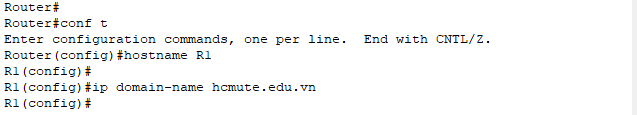 Router#
Router#conf t
Enter configuration commands, one per line.  End with CNTL/Z.
Router(config)#hostname R1
R1(config)#
R1(config)#ip domain-name hcmute.edu.vn
R1(config)#